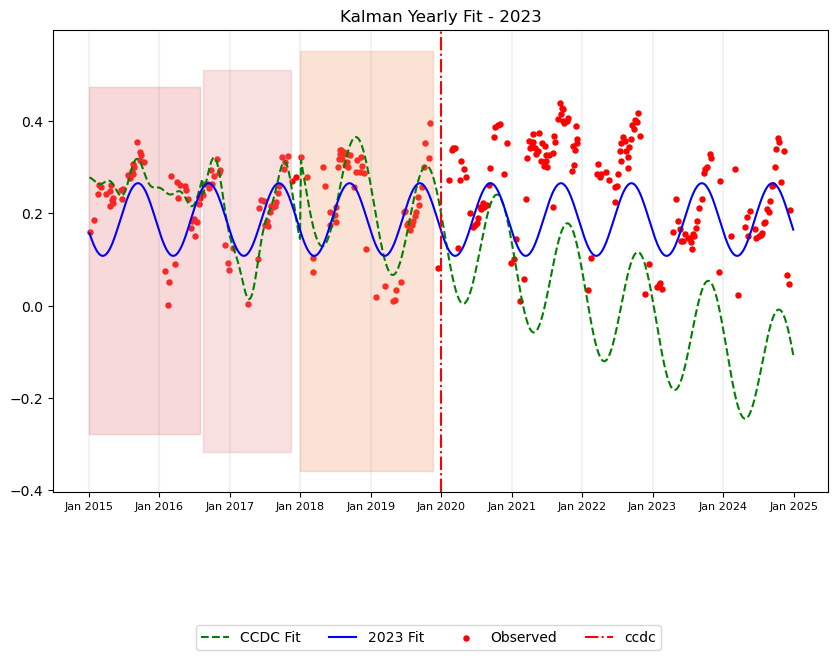 Kalman Yearly Fit - 2023
0.4
0.2
0.0
−0.2
−0.4
Jan 2015 Jan 2016 Jan 2017 Jan 2018 Jan 2019 Jan 2020 Jan 2021 Jan 2022 Jan 2023 Jan 2024 Jan 2025
CCDC Fit 2023 Fit Observed ccdc